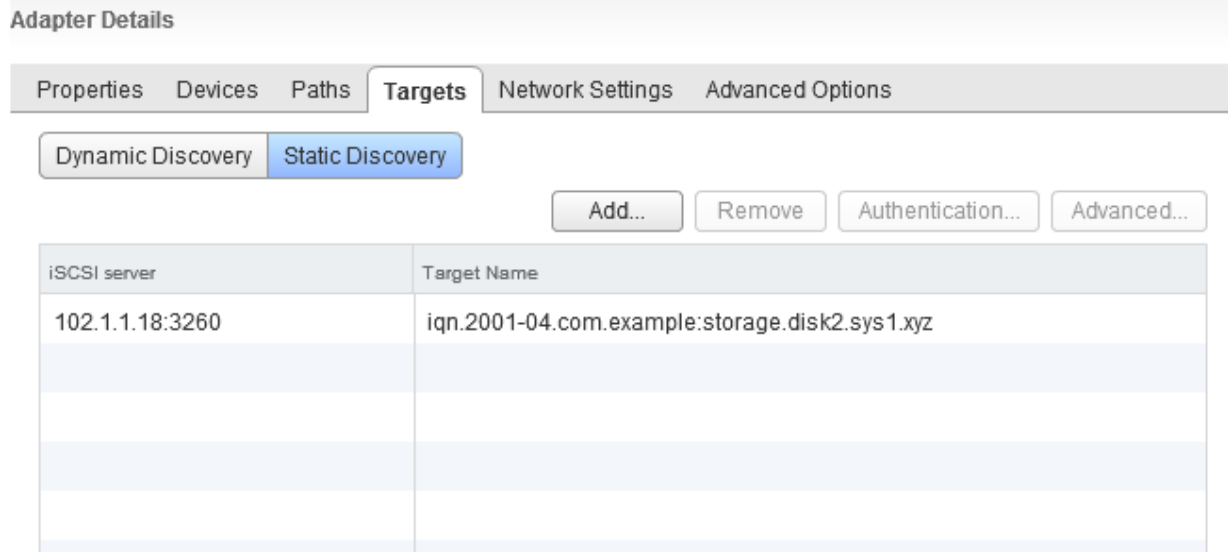 Adapter Details
Properties Devices Paths Targets Network Settings Advanced Options
Dynamic Discovery Static Discovery
Add... Remove Authentication... Advanced...
iSCSI server Target Name
102.1.1.18:3260 iqn.2001-04.com.example:storage.disk2.sys1.xyz